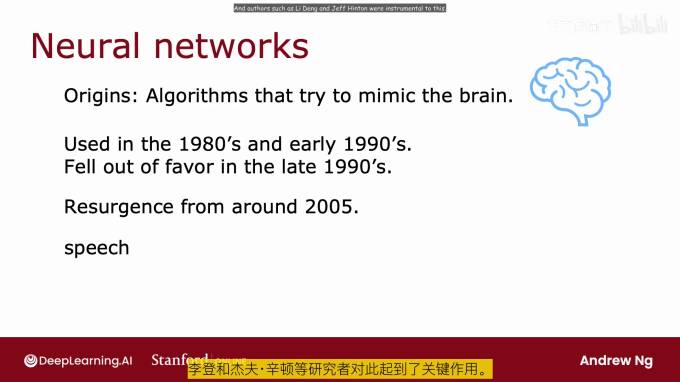 And authors such as Li Dong and Jeff Hinton were instrumental to this.
bilibili
Neural networks
Origins: Algorithms that try to mimic the brain.
Used in the 1980's and early 1990's.
Fell out of favor in the late 1990's.
Resurgence from around 2005.
speech
DeepLearning.AI
Stanford
Andrew Ng
李登和杰夫·辛顿等研究者对此起到了关键作用。